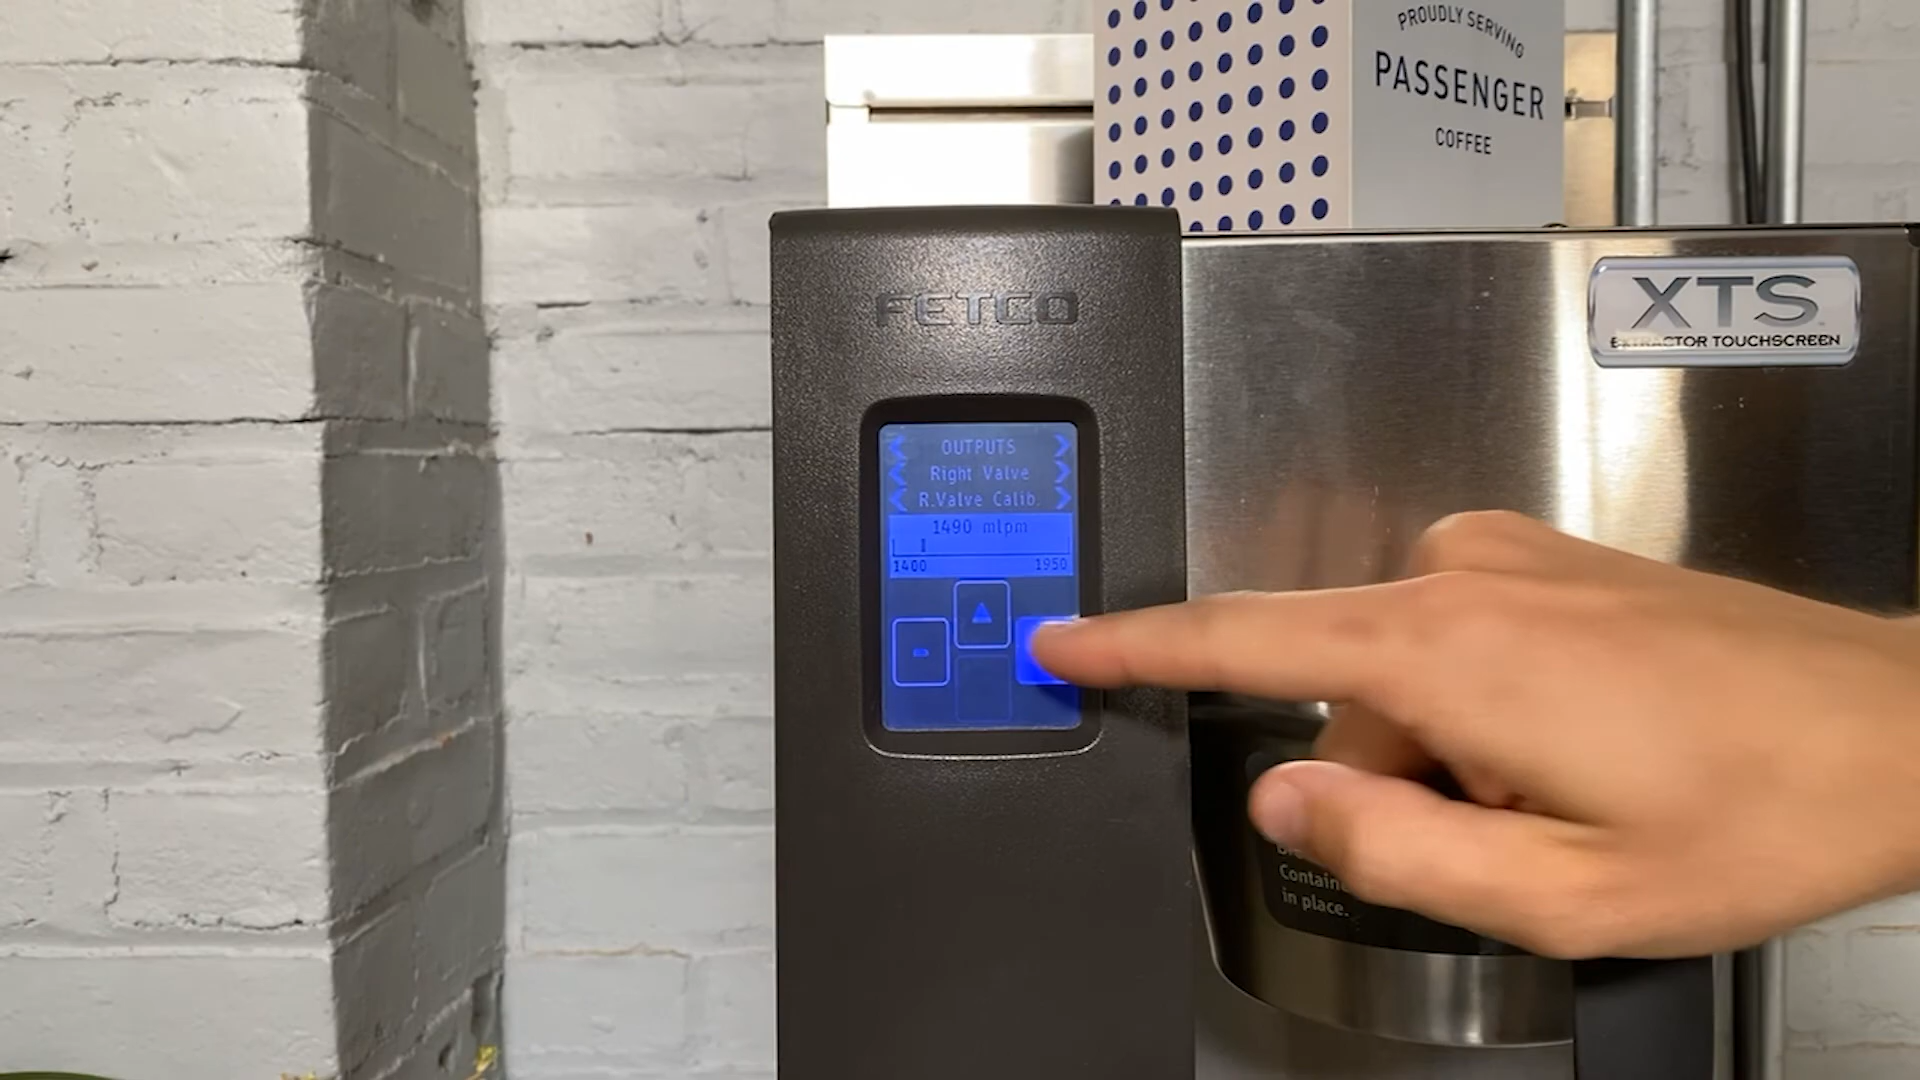 PROUDLY SERVING
PASSENGER
COFFEE
FETCO
XTS
EXTRACTOR TOUCHSCREEN
OUTPUTS
Right Valve
R.Valve Calib.
1490 mlpm
1400 1950
-
Contain
in place.